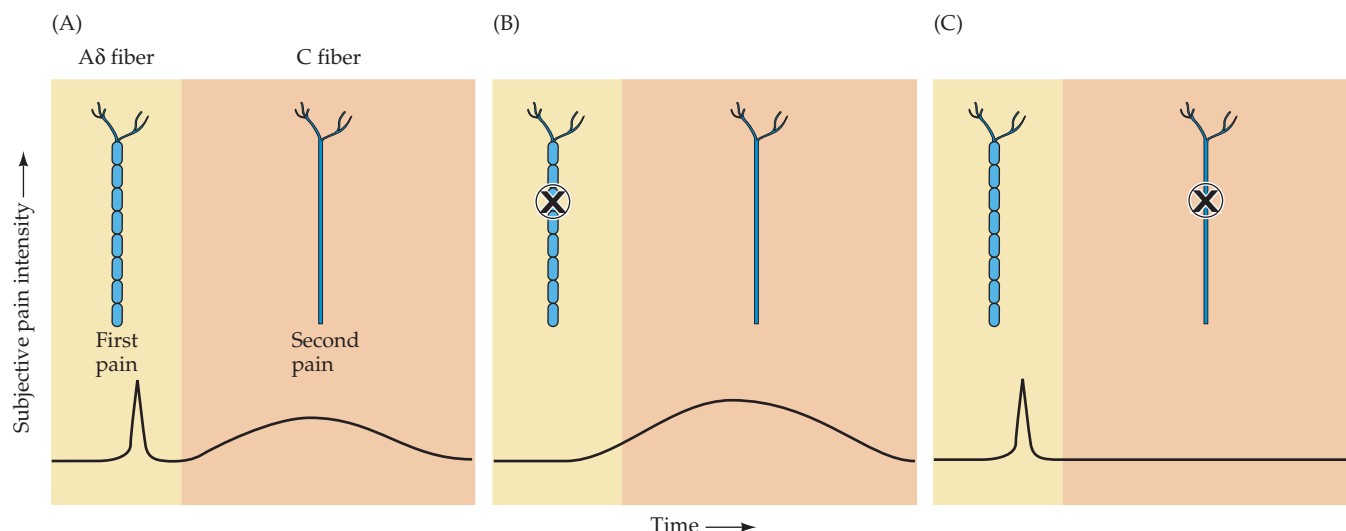 (A)
(B)
(C)
Aδ fiber
C fiber
Subjective pain intensity
First
pain
Second
pain
Time